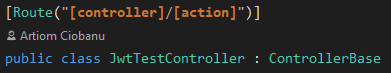 [Route("[controller]/[action]")]
Artiom Ciobanu
public class JwtTestController : ControllerBase